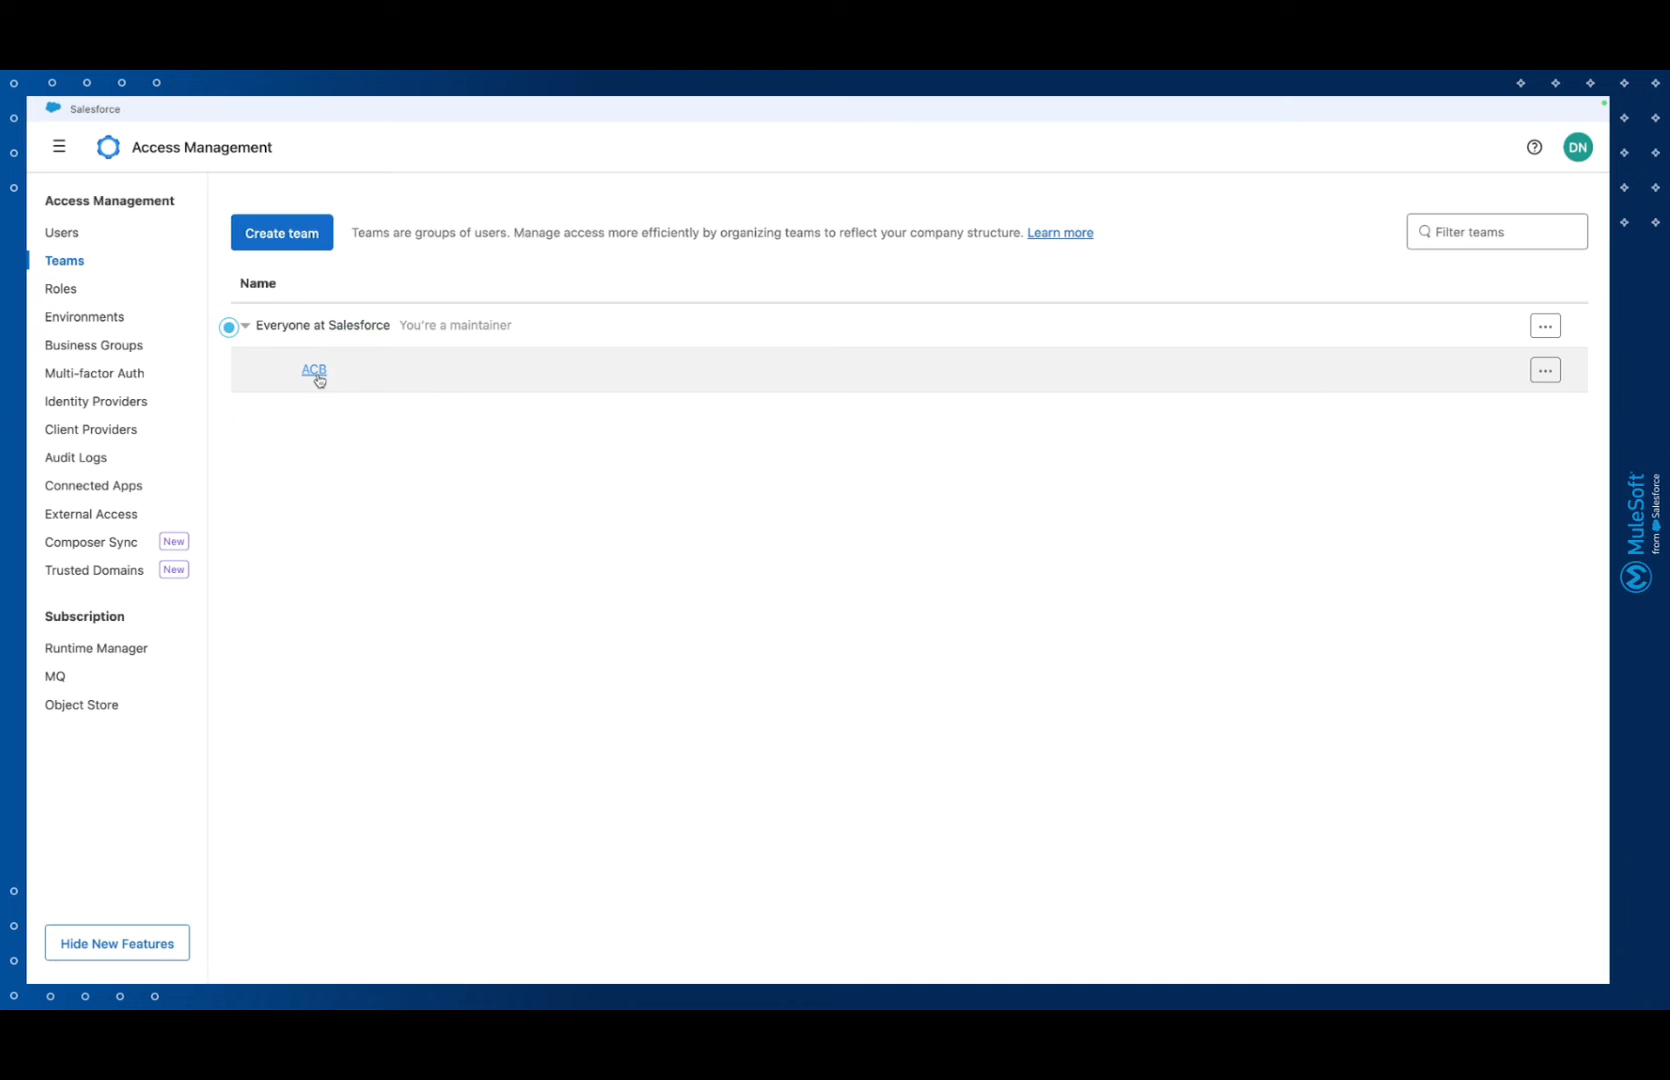 Salesforce
Access Management
DN
Access Management
Users
Teams
Roles
Environments
Business Groups
Multi-factor Auth
Identity Providers
Client Providers
Audit Logs
Connected Apps
External Access
Composer Sync New
Trusted Domains New
Subscription
Runtime Manager
MQ
Object Store
Hide New Features
Create team Teams are groups of users. Manage access more efficiently by organizing teams to reflect your company structure. Learn more
Filter teams
Name
Everyone at Salesforce You're a maintainer
ACB
MuleSoft
from Salesforce